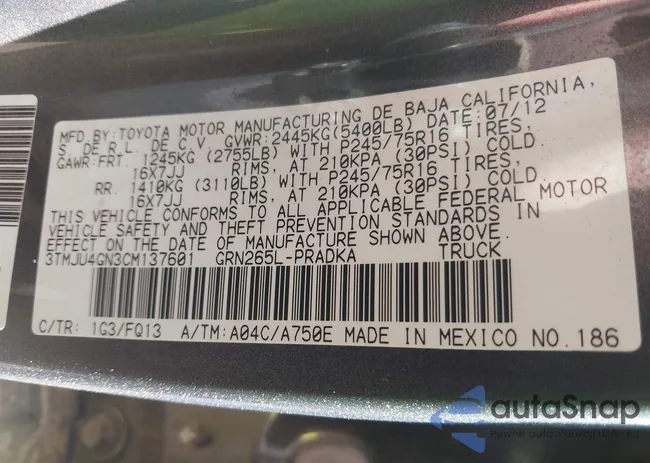 MFD BY: TOYOTA MOTOR MANUFACTURING DE BAJA CALIFORNIA,
S DE R.L. DE C.V. GVWR: 2445KG(5400LB) DATE: 07/12
GAWR:FRT. 1245KG (2755LB) WITH P245/75R16 TIRES,
16X7JJ RIMS, AT 210KPA (30PSI) COLD.
RR. 1410KG (3110LB) WITH P245/75R16 TIRES,
16X7JJ RIMS, AT 210KPA (30PSI) COLD.
THIS VEHICLE CONFORMS TO ALL APPLICABLE FEDERAL MOTOR
VEHICLE SAFETY AND THEFT PREVENTION STANDARDS IN
EFFECT ON THE DATE OF MANUFACTURE SHOWN ABOVE.
3TMJU4GN3CM137601 GRN265L-PRADKA TRUCK
C/TR: 1G3/FQ13 A/TM: A04C/A750E MADE IN MEXICO NO.186
autaSnap
Pewne auta z aukcji